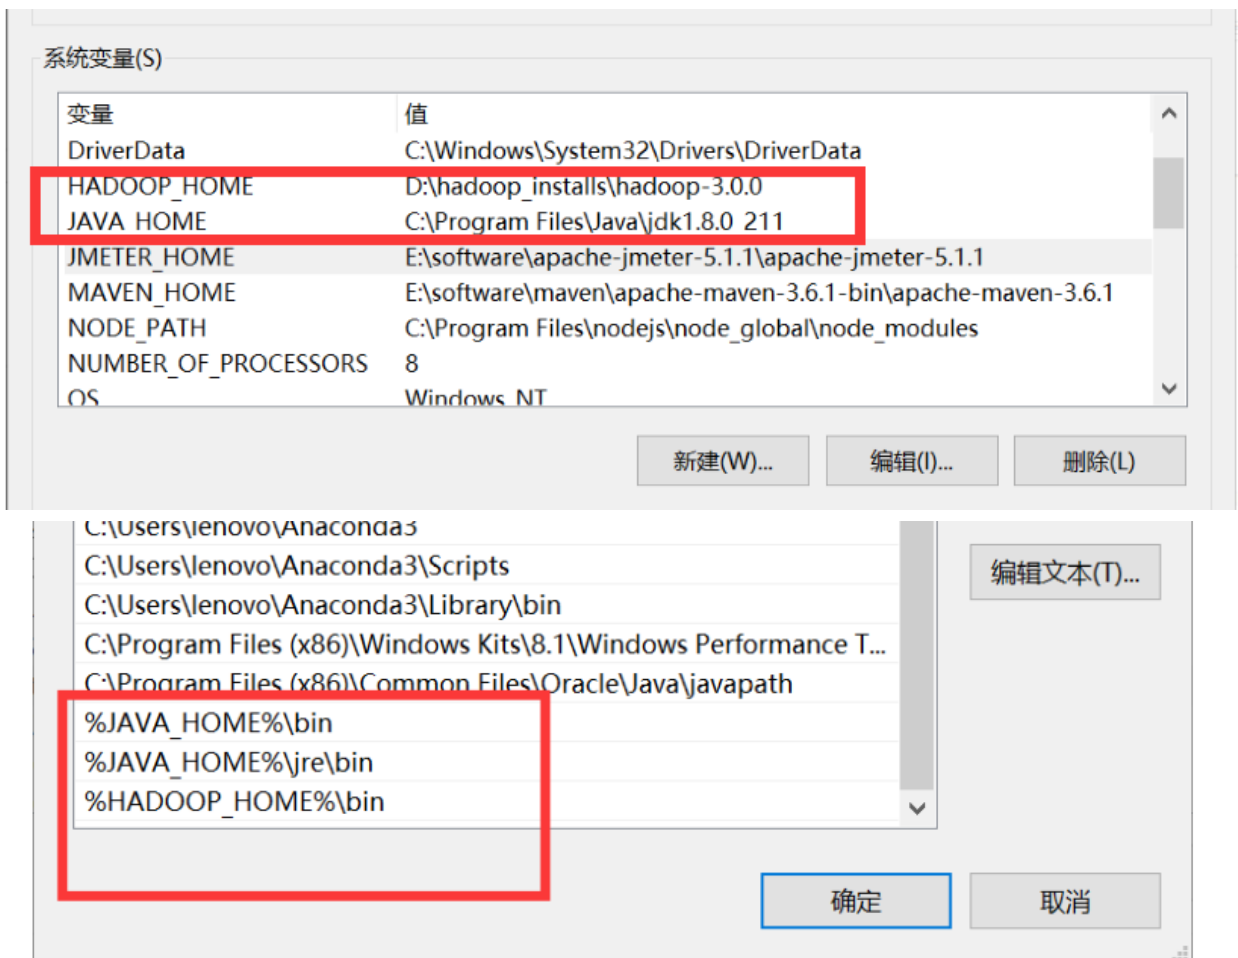 系统变量(S)
变量 值
DriverData C:\Windows\System32\Drivers\DriverData
HADOOP_HOME D:\hadoop_installs\hadoop-3.0.0
JAVA_HOME C:\Program Files\Java\jdk1.8.0_211
JMETER_HOME E:\software\apache-jmeter-5.1.1\apache-jmeter-5.1.1
MAVEN_HOME E:\software\maven\apache-maven-3.6.1-bin\apache-maven-3.6.1
NODE_PATH C:\Program Files\nodejs\node_global\node_modules
NUMBER_OF_PROCESSORS 8
OS Windows_NT
新建(W)... 编辑(I)... 删除(L)
C:\Users\lenovo\Anaconda3
C:\Users\lenovo\Anaconda3\Scripts
编辑文本(T)...
C:\Users\lenovo\Anaconda3\Library\bin
C:\Program Files (x86)\Windows Kits\8.1\Windows Performance T...
C:\Program Files (x86)\Common Files\Oracle\Java\javapath
%JAVA_HOME%\bin
%JAVA_HOME%\jre\bin
%HADOOP_HOME%\bin
确定 取消